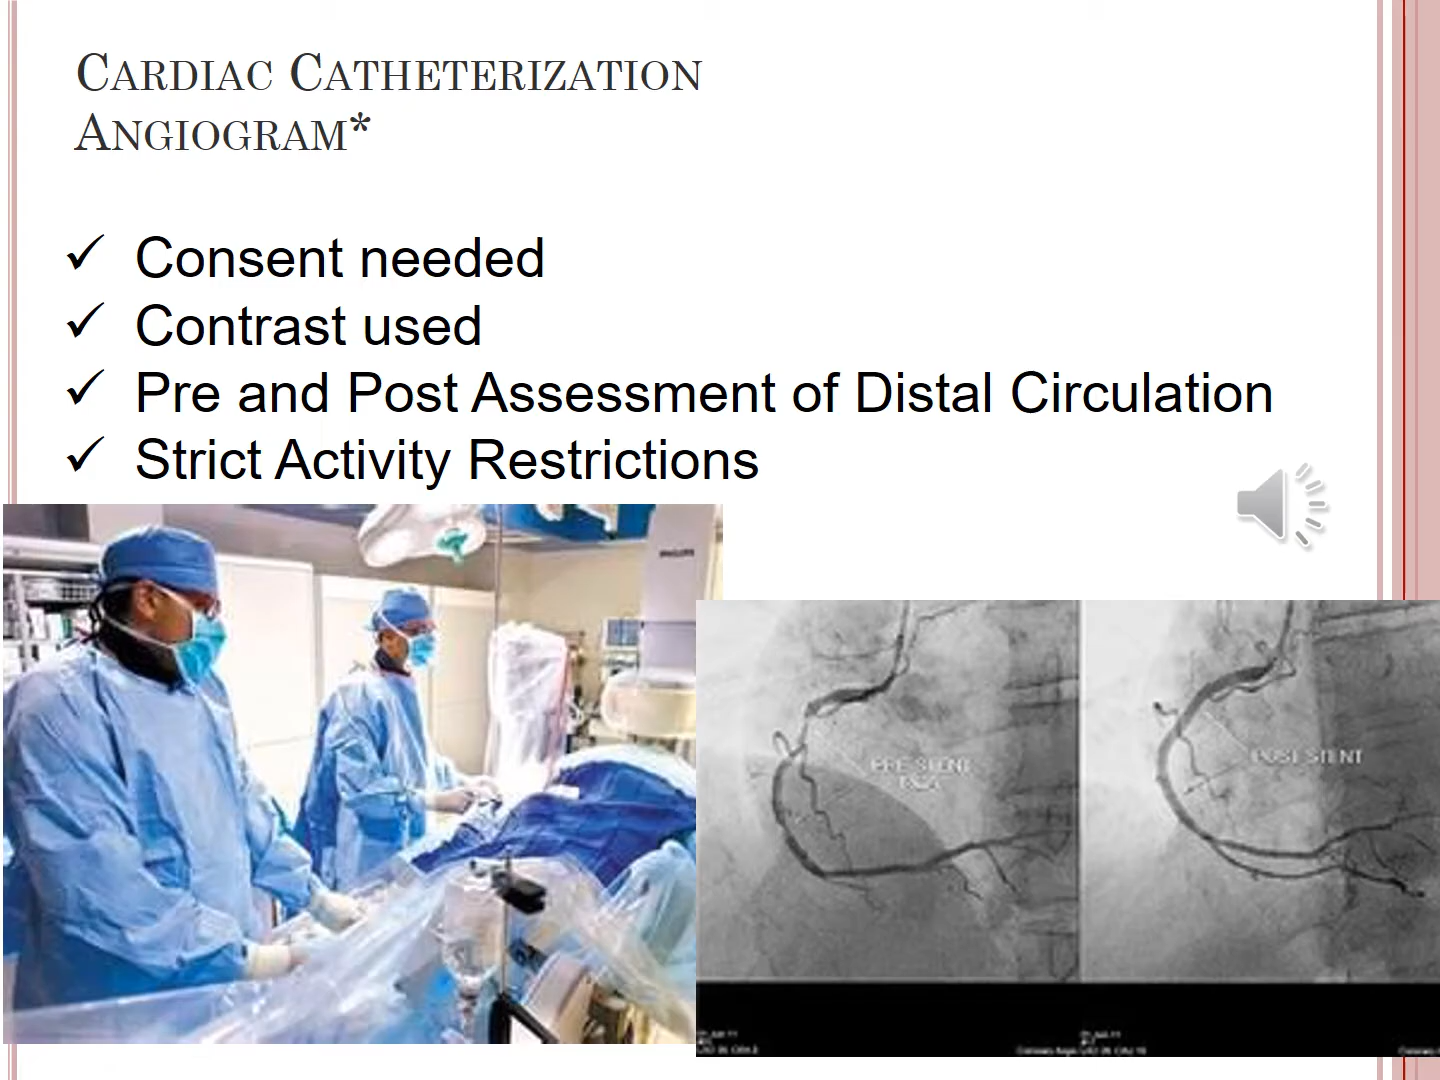 CARDIAC CATHETERIZATION
ANGIOGRAM*
✓ Consent needed
✓ Contrast used
✓ Pre and Post Assessment of Distal Circulation
✓ Strict Activity Restrictions
PHILIPS
PRE STENT
POST STENT